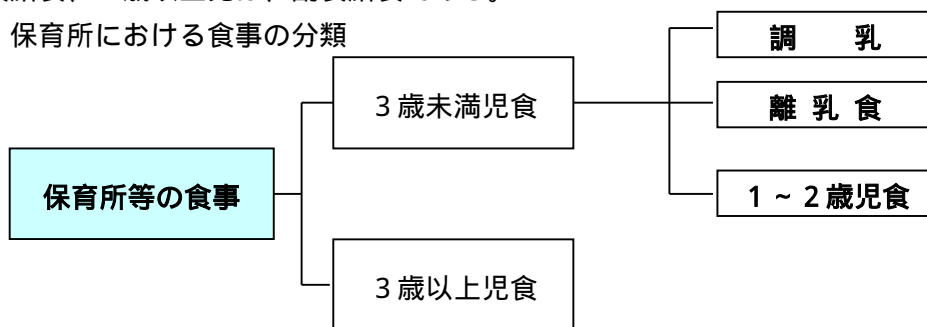 保育所における食事の分類
調　　乳
３歳未満児食
離 乳 食
保育所等の食事
１～２歳児食
３歳以上児食